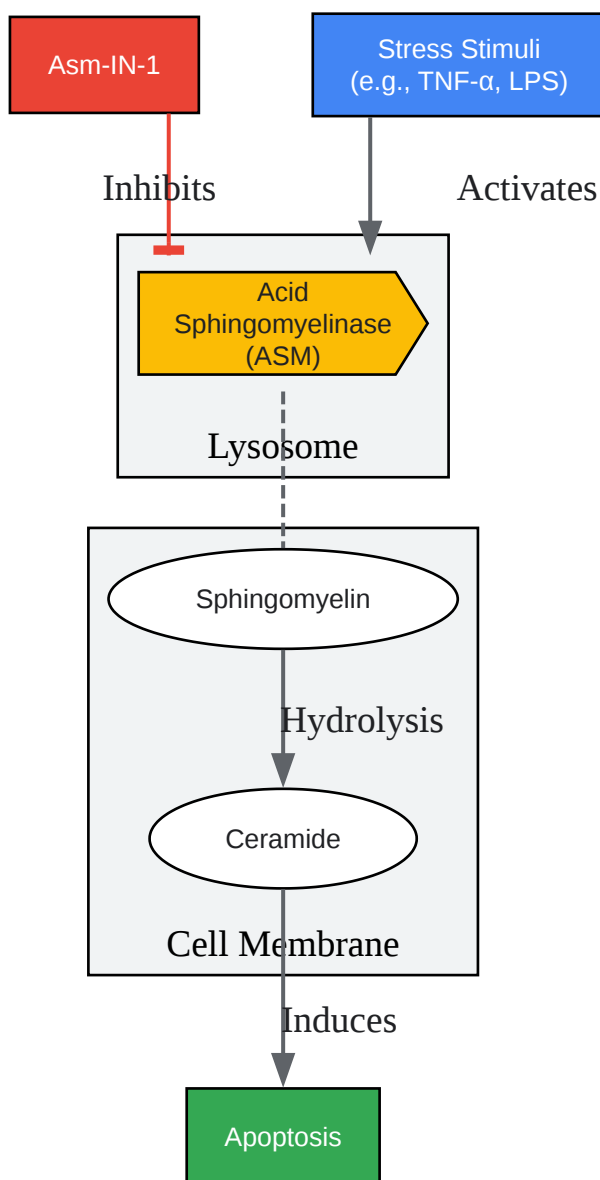 Asm-IN-1
Stress Stimuli
(e.g., TNF-α, LPS)
Inhibits
Activates
Acid
Sphingomyelinase
(ASM)
Lysosome
Sphingomyelin
Hydrolysis
Ceramide
Cell Membrane
Induces
Apoptosis